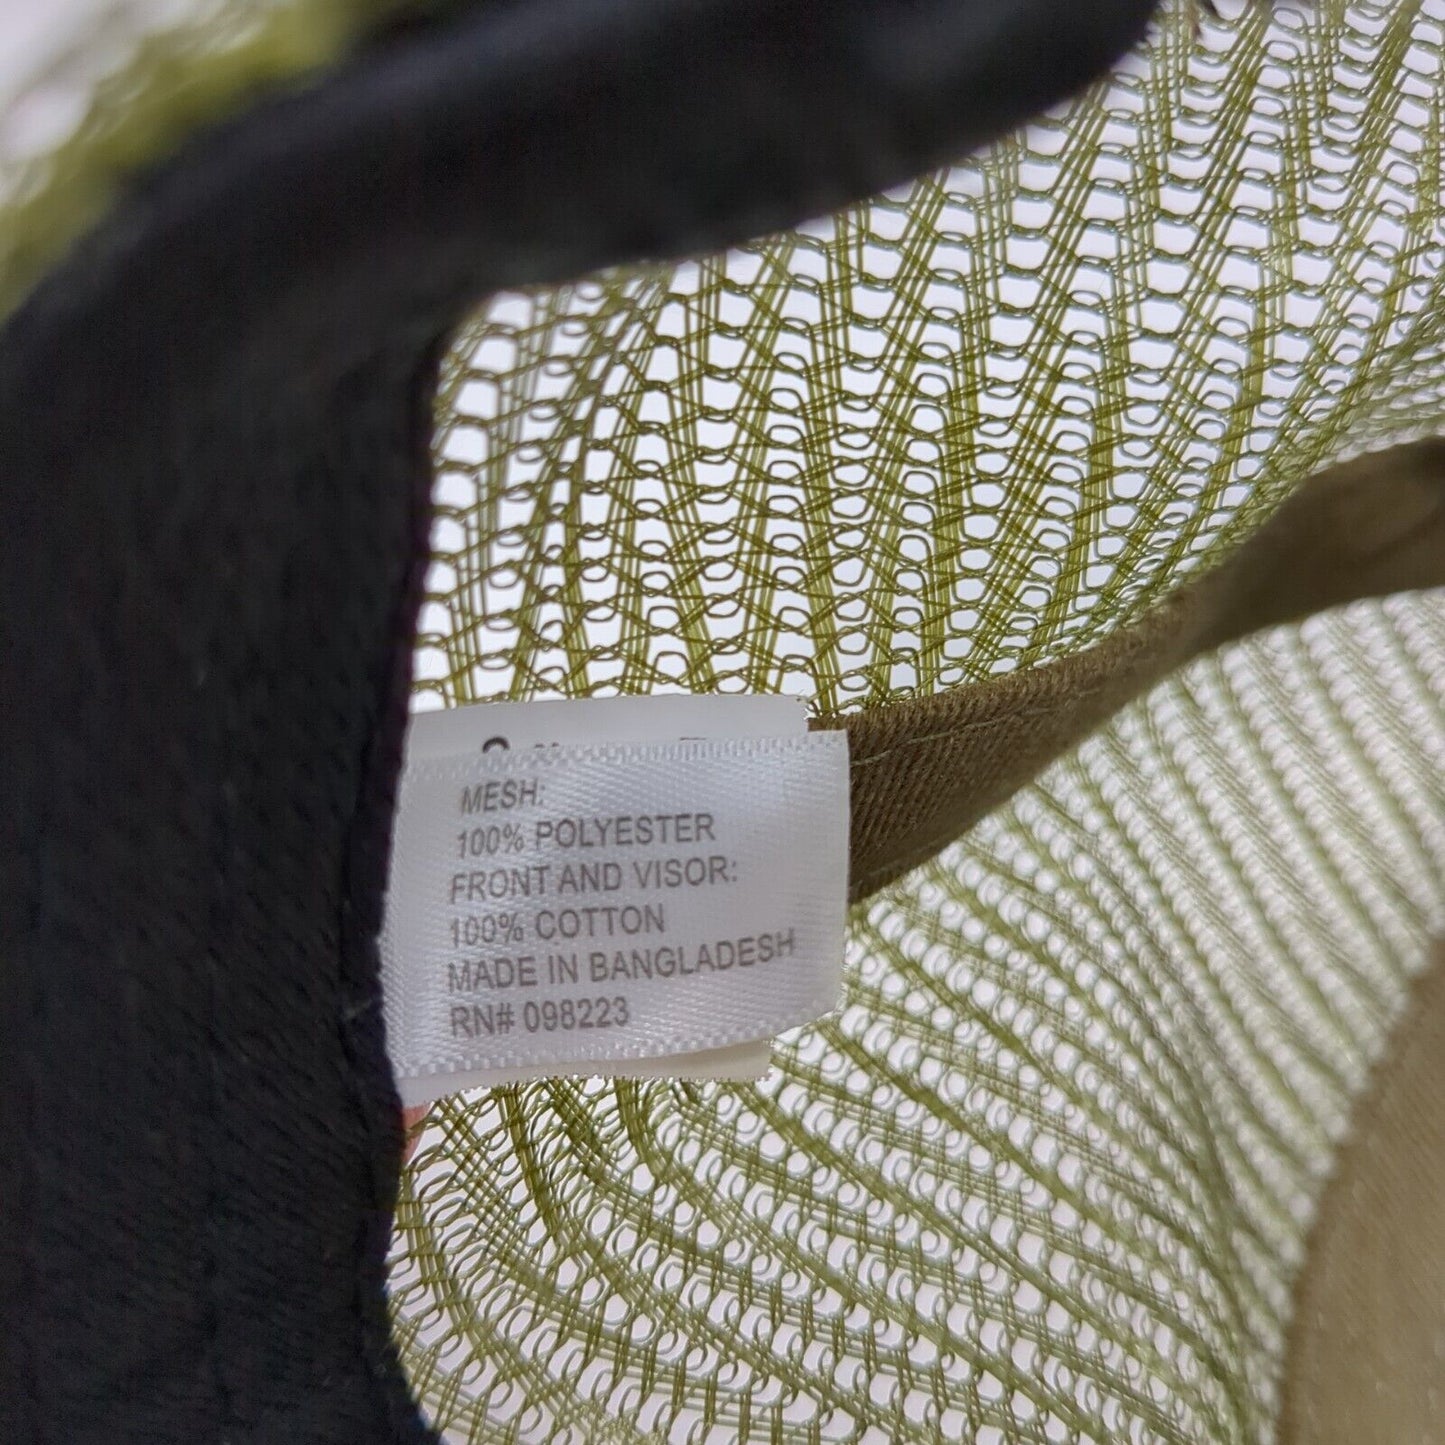 MESH:
100% POLYESTER
FRONT AND VISOR:
100% COTTON
MADE IN BANGLADESH
RN# 098223